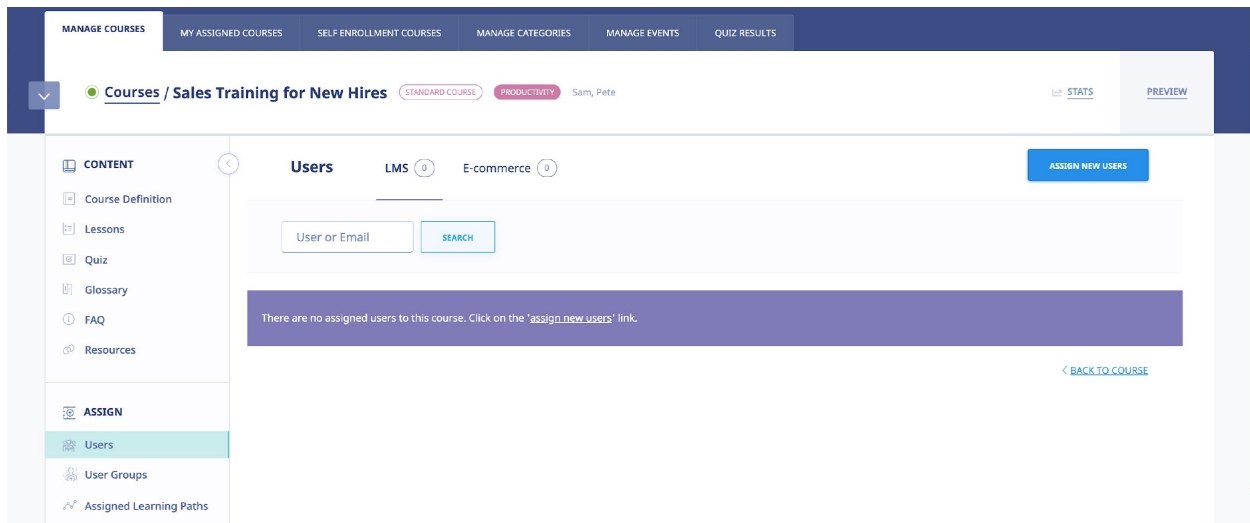 MANAGE COURSES
MY ASSIGNED COURSES
SELF ENROLLMENT COURSES
MANAGE CATEGORIES
MANAGE EVENTS
QUIZ RESULTS
Courses / Sales Training for New Hires STANDARD COURSE PRODUCTIVITY Sam, Pete
STATS
PREVIEW
CONTENT
Course Definition
Lessons
Quiz
Glossary
FAQ
Resources
ASSIGN
Users
User Groups
Assigned Learning Paths
Users
LMS 0
E-commerce 0
ASSIGN NEW USERS
User or Email
SEARCH
There are no assigned users to this course. Click on the 'assign new users' link.
BACK TO COURSE